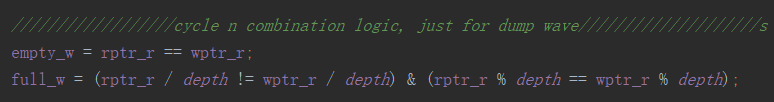 ///////////////////cycle n combination logic, just for dump wave/////////////////////s
empty_w = rptr_r == wptr_r;
full_w = (rptr_r / depth != wptr_r / depth) & (rptr_r % depth == wptr_r % depth);